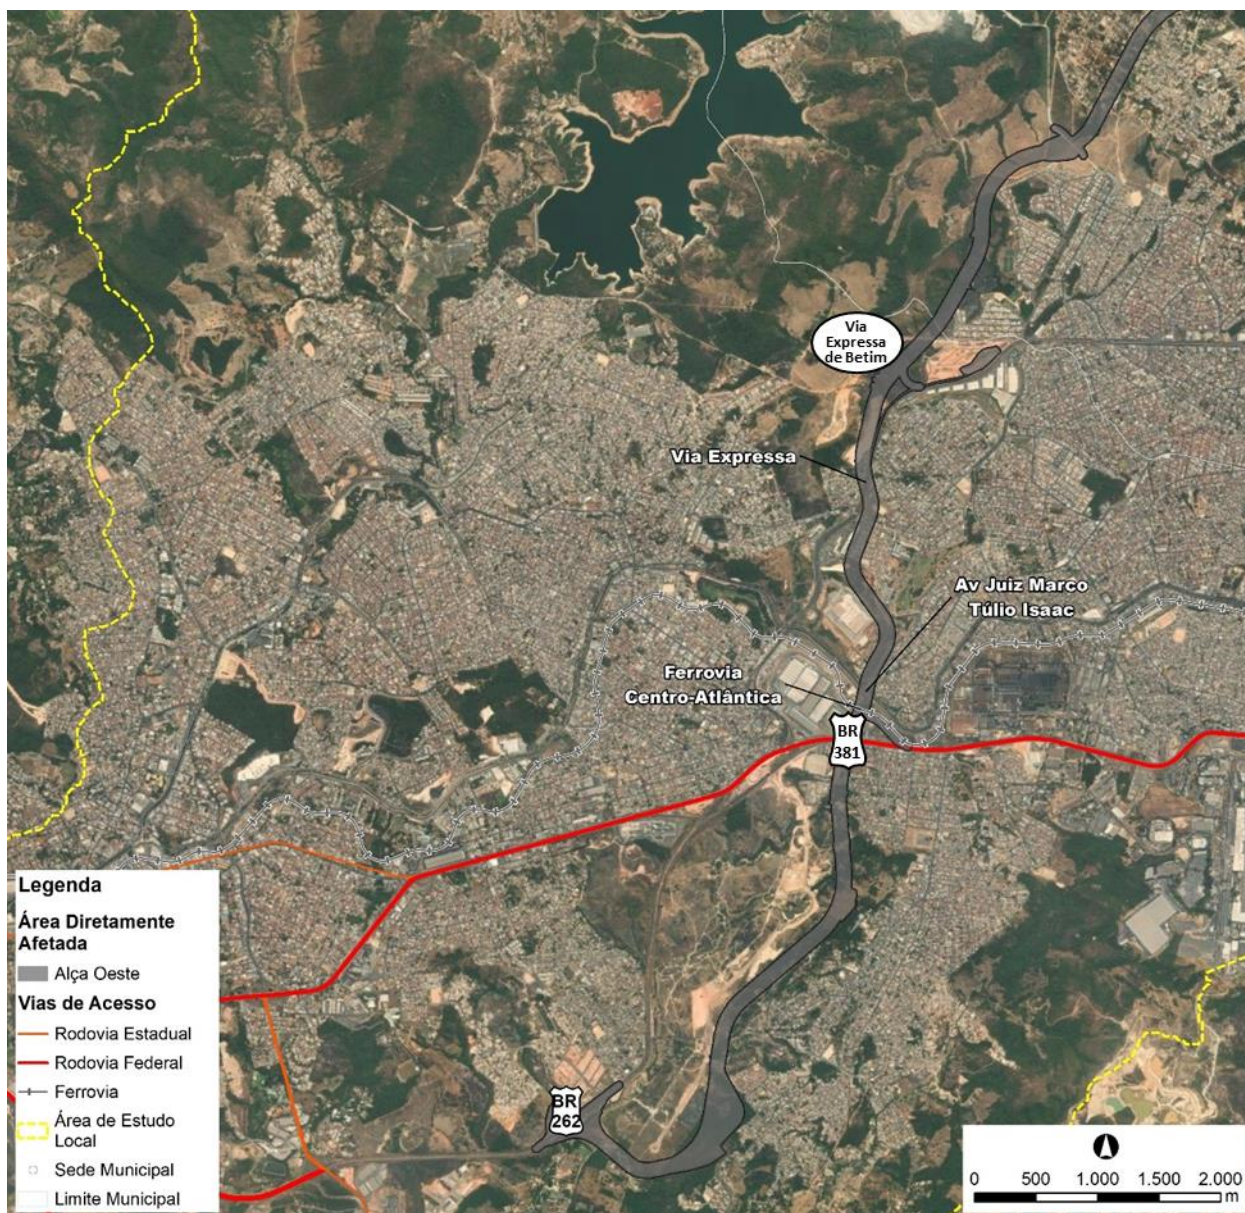 Via
Expressa
de Betim
Via Expressa
Av Juiz Marco
Túlio Isaac
Ferrovia
Centro-Atlântica
BR
381
BR
262
Legenda
Área Diretamente
Afetada
Alça Oeste
Vias de Acesso
Rodovia Estadual
Rodovia Federal
Ferrovia
Área de Estudo
Local
Sede Municipal
Limite Municipal
0 500 1.000 1.500 2.000
m